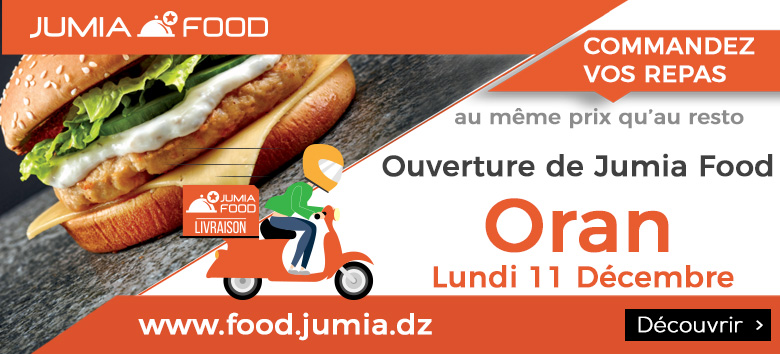 JUMIA FOOD
COMMANDEZ
VOS REPAS
au même prix qu'au resto
Ouverture de Jumia Food
Oran
Lundi 11 Décembre
JUMIA
FOOD
LIVRAISON
www.food.jumia.dz
Découvrir >